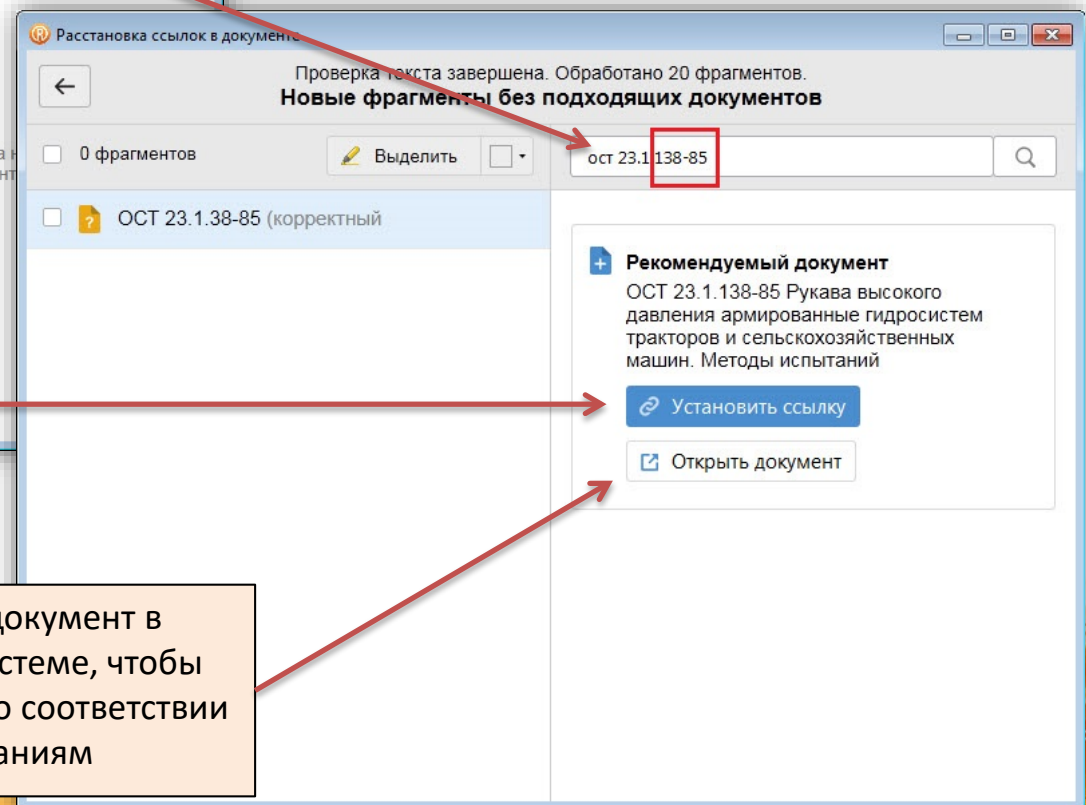 Расстановка ссылок в документе
Проверка текста завершена. Обработано 20 фрагментов.
Новые фрагменты без подходящих документов
0 фрагментов
Выделить
ост 23.1.138-85
ОСТ 23.1.38-85 (корректный
Рекомендуемый документ
ОСТ 23.1.138-85 Рукава высокого
давления армированные гидросистем
тракторов и сельскохозяйственных
машин. Методы испытаний
Установить ссылку
Открыть документ
документ в
стеме, чтобы
о соответствии
аниям